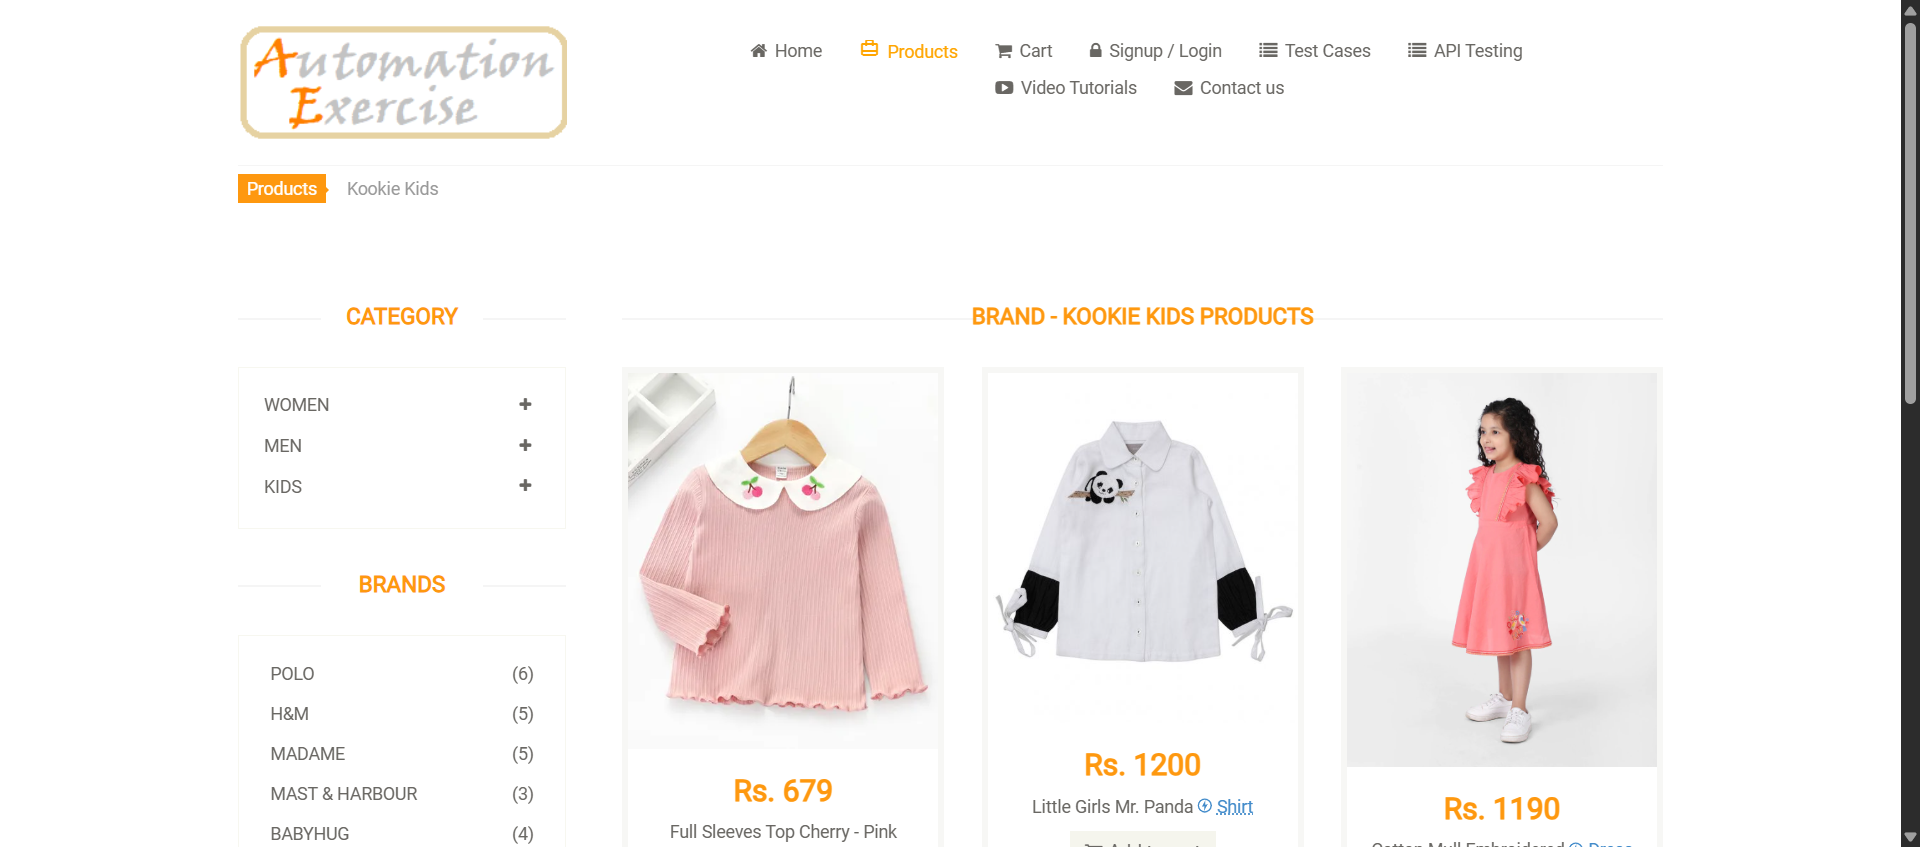 Automation
Exercise
Home
Products
Cart
Signup / Login
Test Cases
API Testing
Video Tutorials
Contact us
Products
Kookie Kids
CATEGORY
WOMEN
MEN
KIDS
BRANDS
POLO (6)
H&M (5)
MADAME (5)
MAST & HARBOUR (3)
BABYHUG (4)
BRAND - KOOKIE KIDS PRODUCTS
Rs. 679
Full Sleeves Top Cherry - Pink
Rs. 1200
Little Girls Mr. Panda Shirt
Add to cart
Rs. 1190
Cotton Mull Embroidered Dress